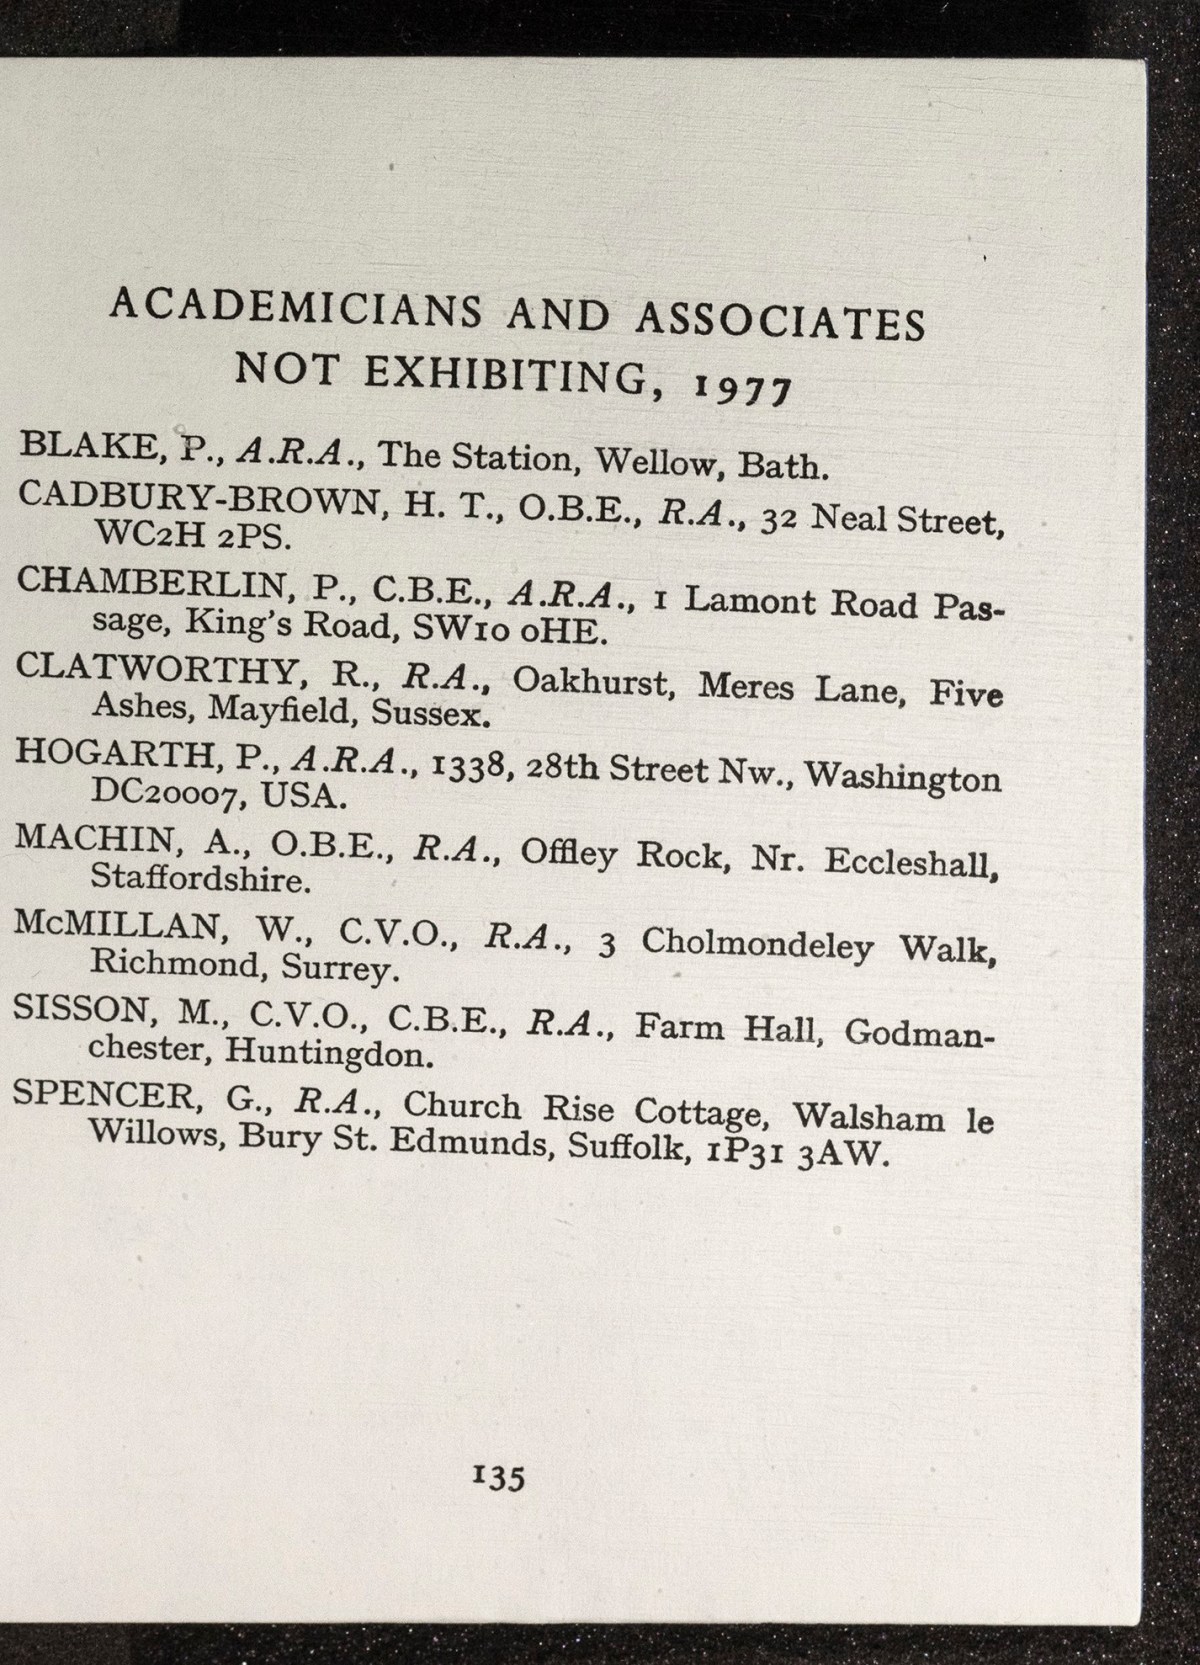 ACADEMICIANS AND ASSOCIATES
NOT EXHIBITING, 1977
BLAKE, P., A.R.A., The Station, Wellow, Bath.
CADBURY-BROWN, H. T., O.B.E., R.A., 32 Neal Street,
WC2H 2PS.
CHAMBERLIN, P., C.B.E., A.R.A., 1 Lamont Road Pas-
sage, King's Road, SW10 0HE.
CLATWORTHY, R., R.A., Oakhurst, Meres Lane, Five
Ashes, Mayfield, Sussex.
HOGARTH, P., A.R.A., 1338, 28th Street Nw., Washington
DC20007, USA.
MACHIN, A., O.B.E., R.A., Offley Rock, Nr. Eccleshall,
Staffordshire.
McMILLAN, W., C.V.O., R.A., 3 Cholmondeley Walk,
Richmond, Surrey.
SISSON, M., C.V.O., C.B.E., R.A., Farm Hall, Godman-
chester, Huntingdon.
SPENCER, G., R.A., Church Rise Cottage, Walsham le
Willows, Bury St. Edmunds, Suffolk, 1P31 3AW.
135